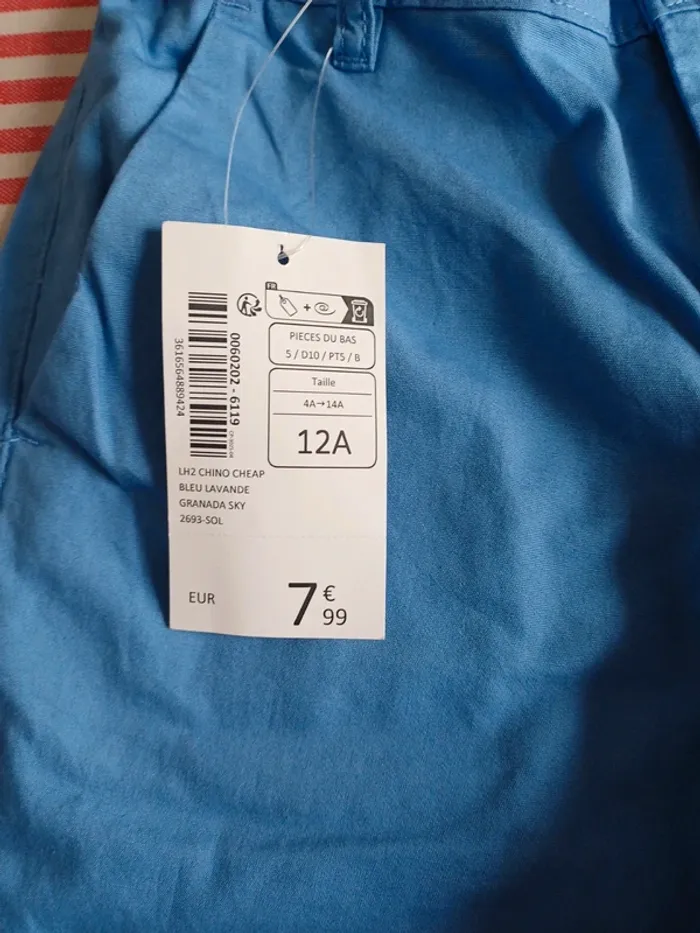 FR
+
PIECES DU BAS
5 / D10 / PT5 / B
Taille
4A→14A
12A
0060202 - 6119
3616564889424
LH2 CHINO CHEAP
BLEU LAVANDE
GRANADA SKY
2693-SOL
EUR
7 €
99